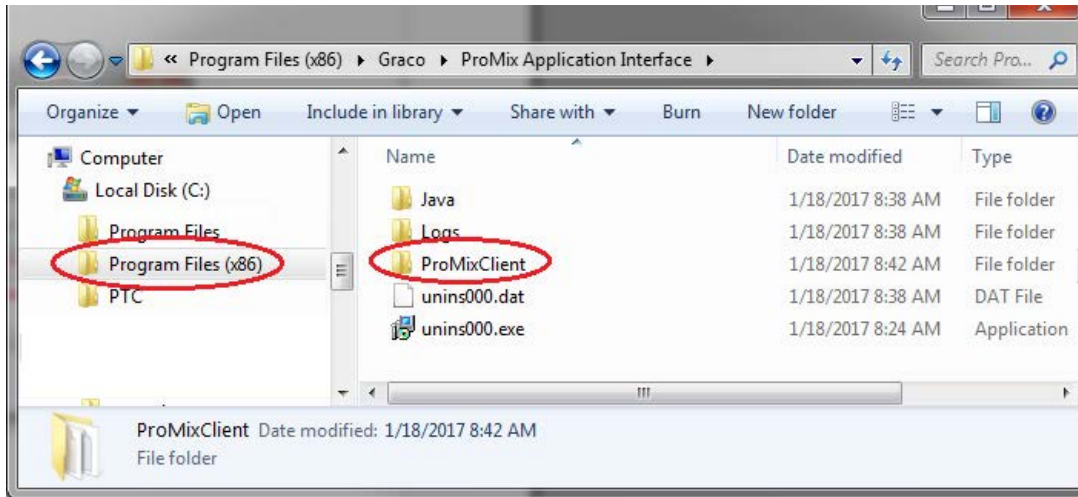 « Program Files (x86) ▸ Graco ▸ ProMix Application Interface ▸ Search Pro...
Organize Open Include in library Share with Burn New folder
Computer
Local Disk (C:)
Program Files
Program Files (x86)
PTC
Name Date modified Type
Java 1/18/2017 8:38 AM File folder
Logs 1/18/2017 8:38 AM File folder
ProMixClient 1/18/2017 8:42 AM File folder
unins000.dat 1/18/2017 8:38 AM DAT File
unins000.exe 1/18/2017 8:24 AM Application
ProMixClient Date modified: 1/18/2017 8:42 AM
File folder